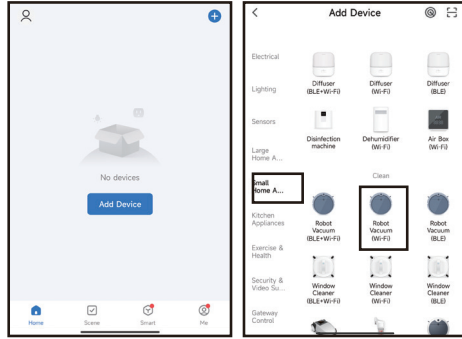 No devices
Add Device
Home
Scene
Smart
Me
Add Device
Electrical
Lighting
Sensors
Large
Home A...
Small
Home A...
Kitchen
Appliances
Exercise &
Health
Security &
Video Su...
Gateway
Control
Diffuser
(BLE+Wi-Fi)
Diffuser
(Wi-Fi)
Diffuser
(BLE)
Disinfection
machine
Dehumidifier
(Wi-Fi)
Air Box
(Wi-Fi)
Clean
Robot
Vacuum
(BLE+Wi-Fi)
Robot
Vacuum
(Wi-Fi)
Robot
Vacuum
(BLE)
Window
Cleaner
(BLE+Wi-Fi)
Window
Cleaner
(Wi-Fi)
Window
Cleaner
(BLE)